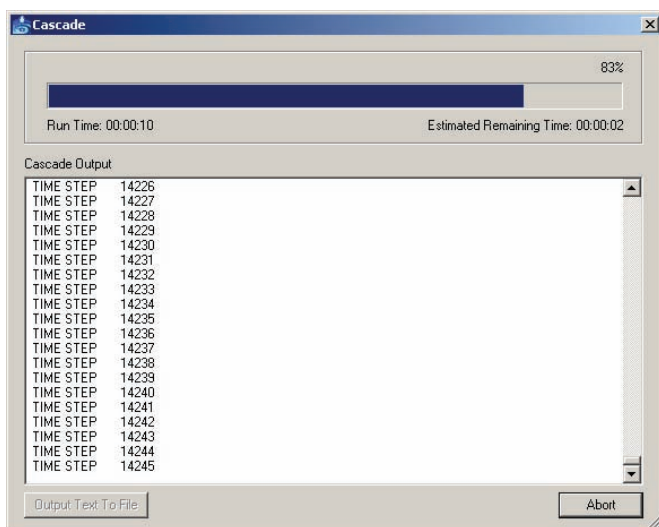 Cascade
83%
Run Time: 00:00:10 Estimated Remaining Time: 00:00:02
Cascade Output
TIME STEP 14226
TIME STEP 14227
TIME STEP 14228
TIME STEP 14229
TIME STEP 14230
TIME STEP 14231
TIME STEP 14232
TIME STEP 14233
TIME STEP 14234
TIME STEP 14235
TIME STEP 14236
TIME STEP 14237
TIME STEP 14238
TIME STEP 14239
TIME STEP 14240
TIME STEP 14241
TIME STEP 14242
TIME STEP 14243
TIME STEP 14244
TIME STEP 14245
Output Text To File Abort